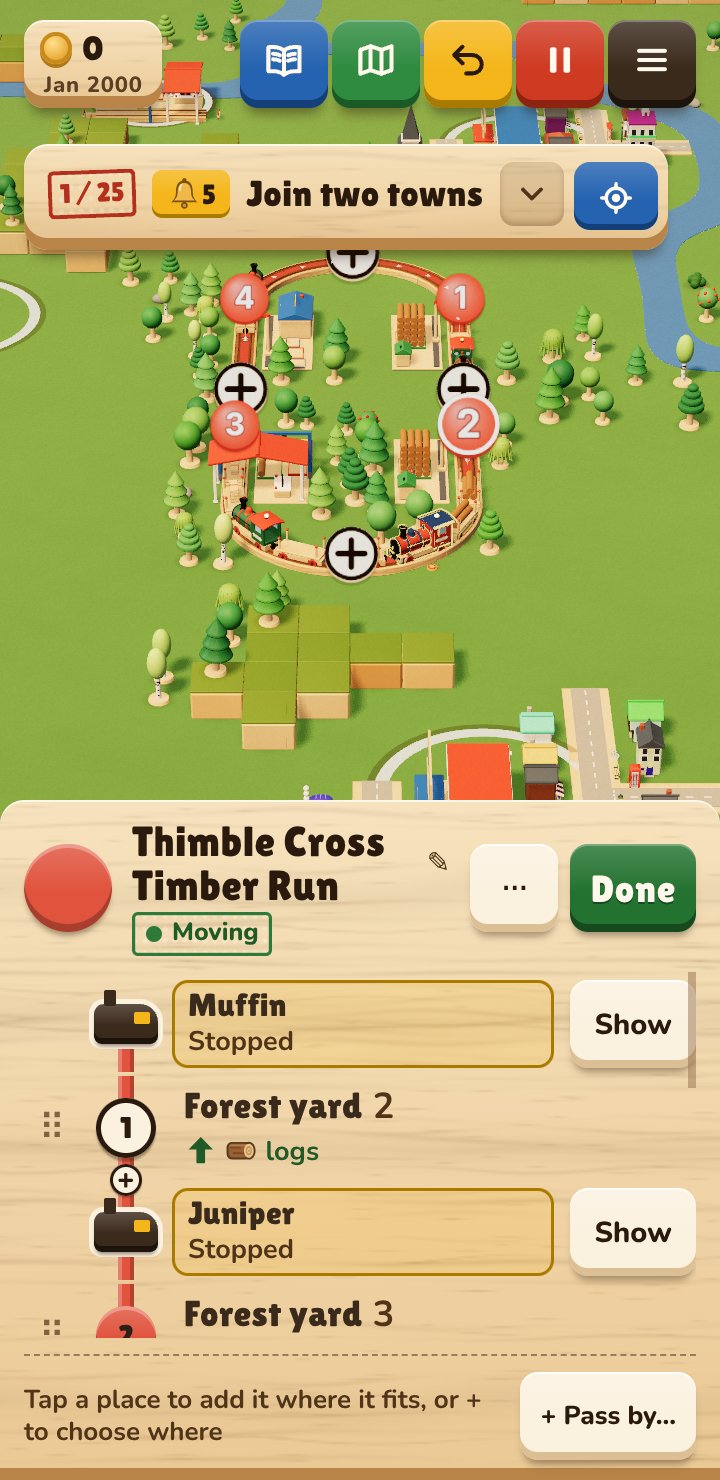 0
Jan 2000
1/25
5
Join two towns
4
1
3
2
Thimble Cross
Timber Run
...
Done
Moving
Muffin
Stopped
Show
Forest yard 2
1
logs
Juniper
Stopped
Show
Forest yard 3
2
Tap a place to add it where it fits, or +
to choose where
+ Pass by...